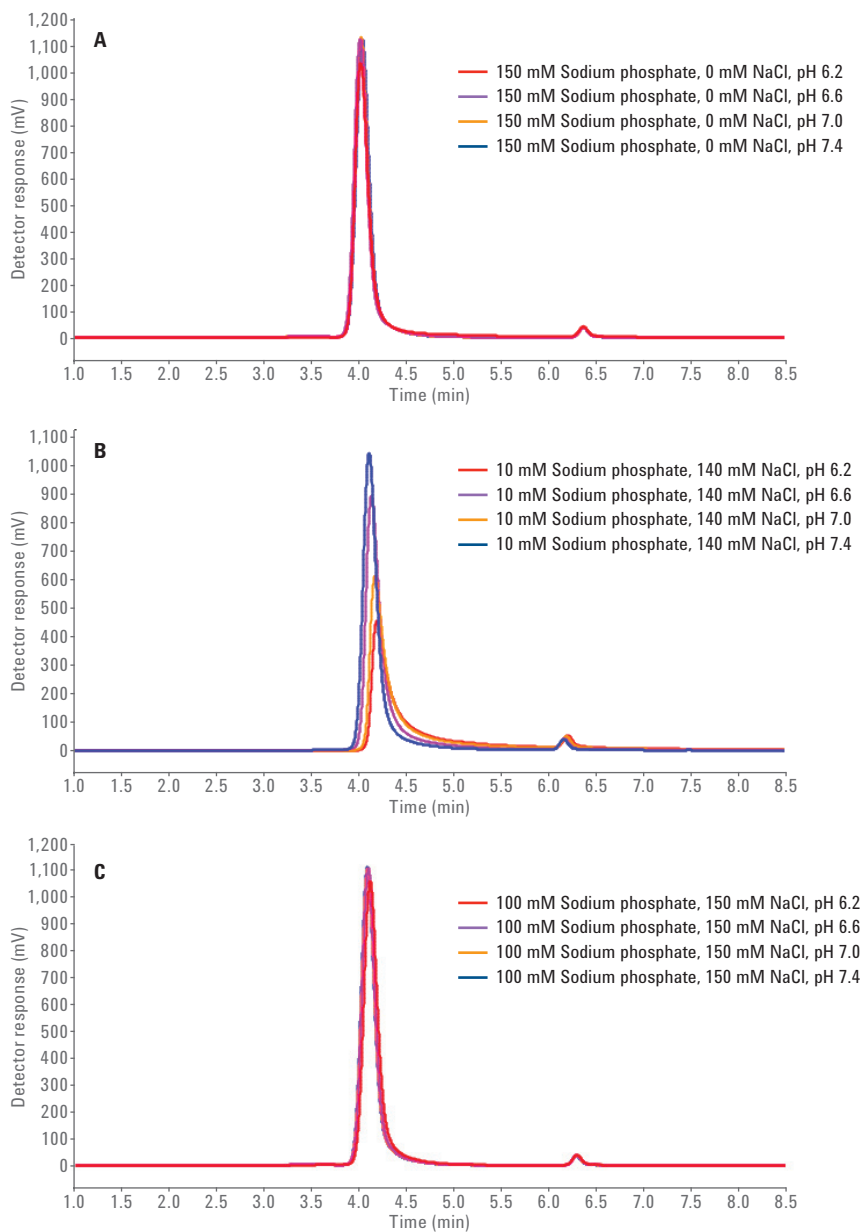 A
1,200
1,100
1,000
900
800
700
600
500
400
300
200
100
0
Detector response (mV)
150 mM Sodium phosphate, 0 mM NaCl, pH 6.2
150 mM Sodium phosphate, 0 mM NaCl, pH 6.6
150 mM Sodium phosphate, 0 mM NaCl, pH 7.0
150 mM Sodium phosphate, 0 mM NaCl, pH 7.4
1.0 1.5 2.0 2.5 3.0 3.5 4.0 4.5 5.0 5.5 6.0 6.5 7.0 7.5 8.0 8.5
Time (min)
B
1,100
1,000
900
800
700
600
500
400
300
200
100
0
Detector response (mV)
10 mM Sodium phosphate, 140 mM NaCl, pH 6.2
10 mM Sodium phosphate, 140 mM NaCl, pH 6.6
10 mM Sodium phosphate, 140 mM NaCl, pH 7.0
10 mM Sodium phosphate, 140 mM NaCl, pH 7.4
1.0 1.5 2.0 2.5 3.0 3.5 4.0 4.5 5.0 5.5 6.0 6.5 7.0 7.5 8.0 8.5
Time (min)
C
1,200
1,100
1,000
900
800
700
600
500
400
300
200
100
0
Detector response (mV)
100 mM Sodium phosphate, 150 mM NaCl, pH 6.2
100 mM Sodium phosphate, 150 mM NaCl, pH 6.6
100 mM Sodium phosphate, 150 mM NaCl, pH 7.0
100 mM Sodium phosphate, 150 mM NaCl, pH 7.4
1.0 1.5 2.0 2.5 3.0 3.5 4.0 4.5 5.0 5.5 6.0 6.5 7.0 7.5 8.0 8.5
Time (min)